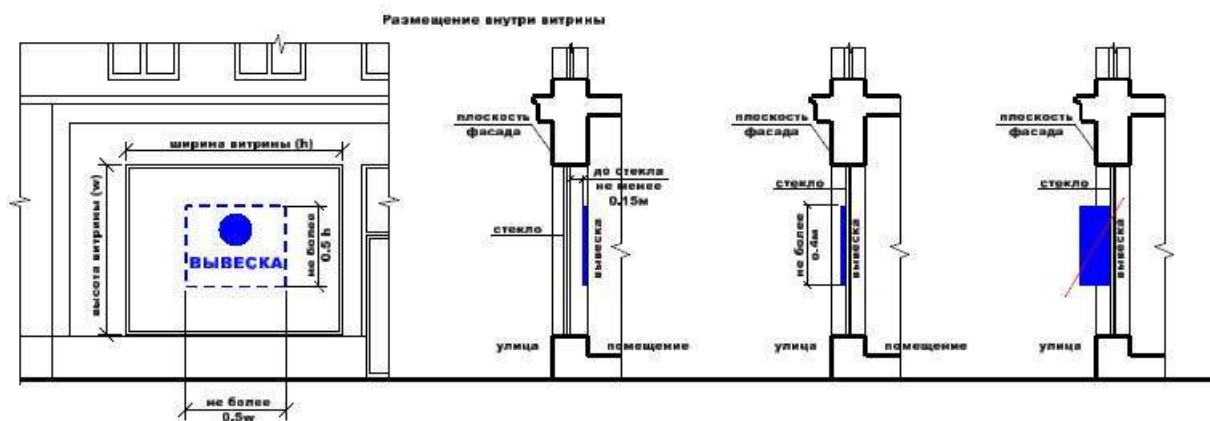 Размещение внутри витрины
ширина витрины (h)
высота витрины (w)
ВЫВЕСКА
не более
0.5 h
не более
0.5w
плоскость
фасада
до стекла
не менее
0.15м
стекло
вывеска
улица
помещение
плоскость
фасада
стекло
не более
0.4м
вывеска
улица
помещение
плоскость
фасада
стекло
вывеска
улица